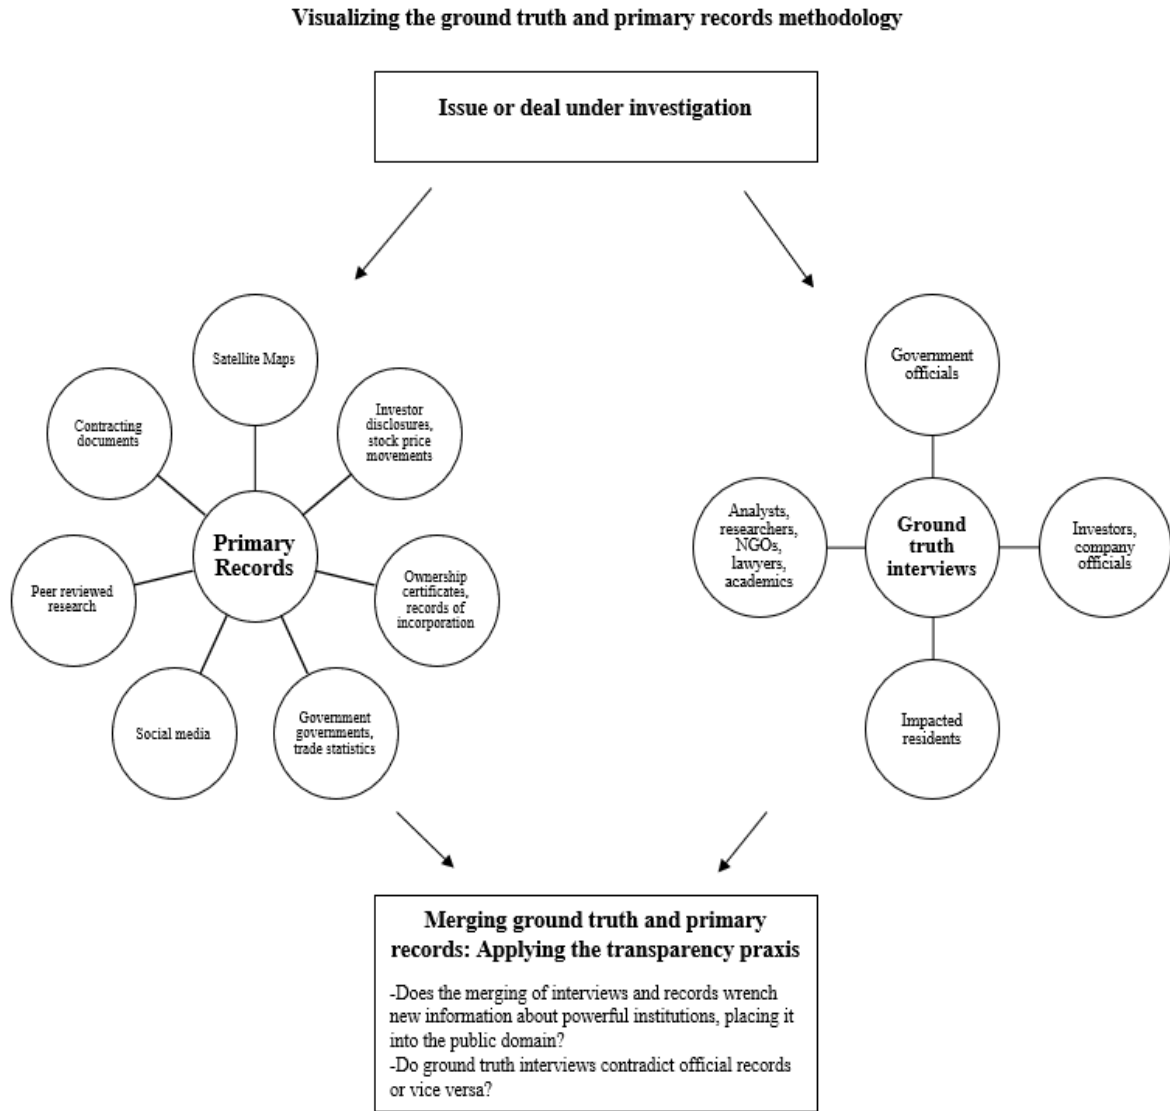 Visualizing the ground truth and primary records methodology
Issue or deal under investigation
Satellite Maps
Contracting
documents
Investor
disclosures,
stock price
movements
Primary
Records
Peer reviewed
research
Ownership
certificates,
records of
incorporation
Social media
Government
governments,
trade statistics
Government
officials
Analysts,
researchers,
NGOs,
lawyers,
academics
Ground
truth
interviews
Investors,
company
officials
Impacted
residents
Merging ground truth and primary
records: Applying the transparency praxis
-Does the merging of interviews and records wrench
new information about powerful institutions, placing it
into the public domain?
-Do ground truth interviews contradict official records
or vice versa?